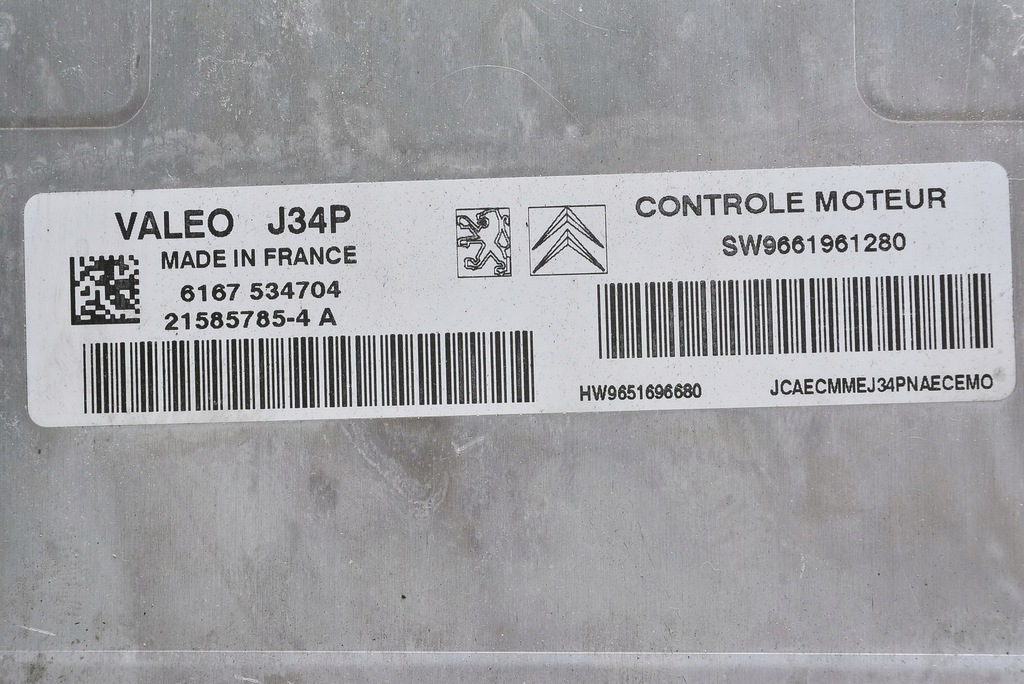 VALEO J34P
MADE IN FRANCE
6167 534704
21585785-4 A
CONTROLE MOTEUR
SW9661961280
HW9651696680
JCAECMMEJ34PNAECEMO